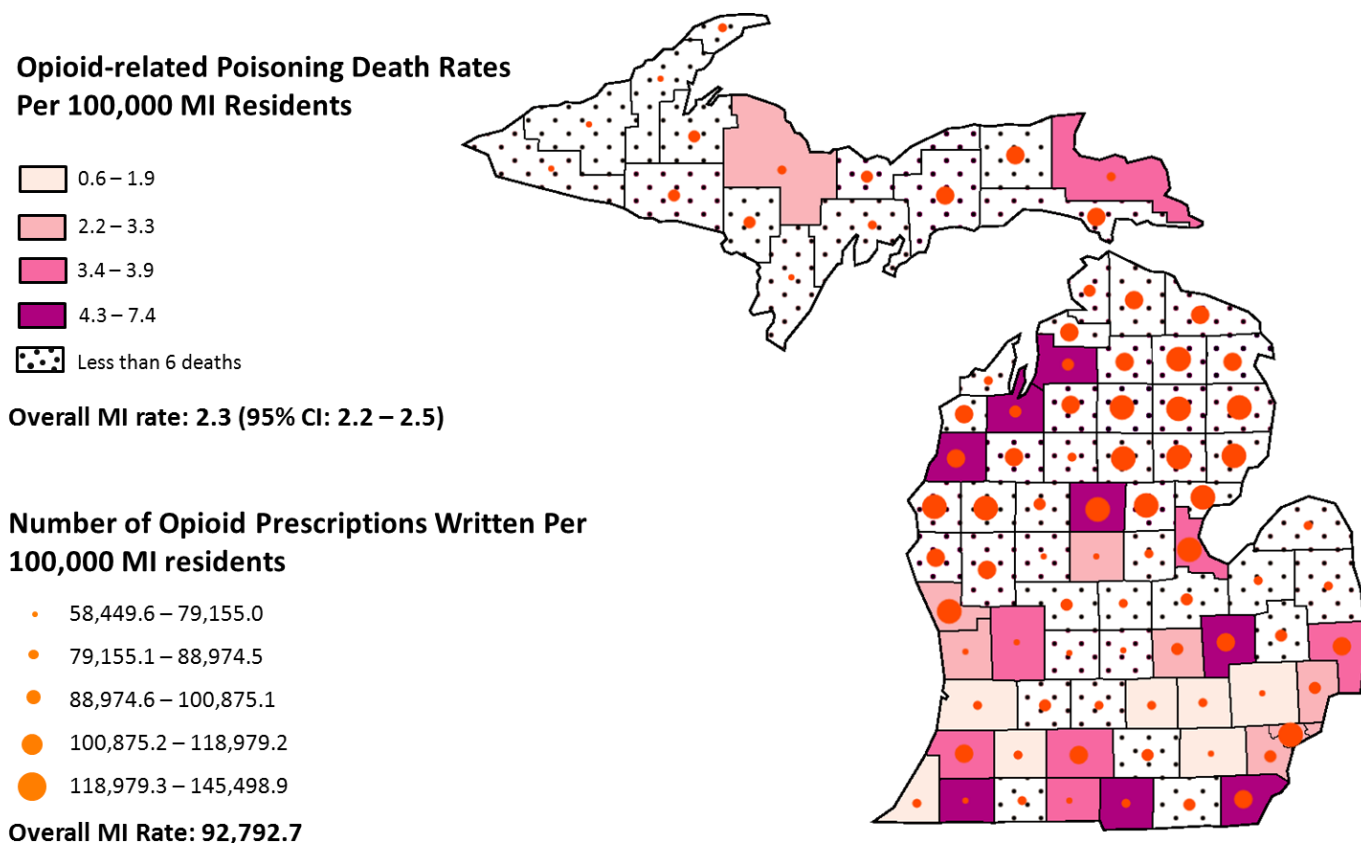 Opioid-related Poisoning Death Rates
Per 100,000 MI Residents
0.6 – 1.9
2.2 – 3.3
3.4 – 3.9
4.3 – 7.4
Less than 6 deaths
Overall MI rate: 2.3 (95% CI: 2.2 – 2.5)
Number of Opioid Prescriptions Written Per
100,000 MI residents
58,449.6 – 79,155.0
79,155.1 – 88,974.5
88,974.6 – 100,875.1
100,875.2 – 118,979.2
118,979.3 – 145,498.9
Overall MI Rate: 92,792.7